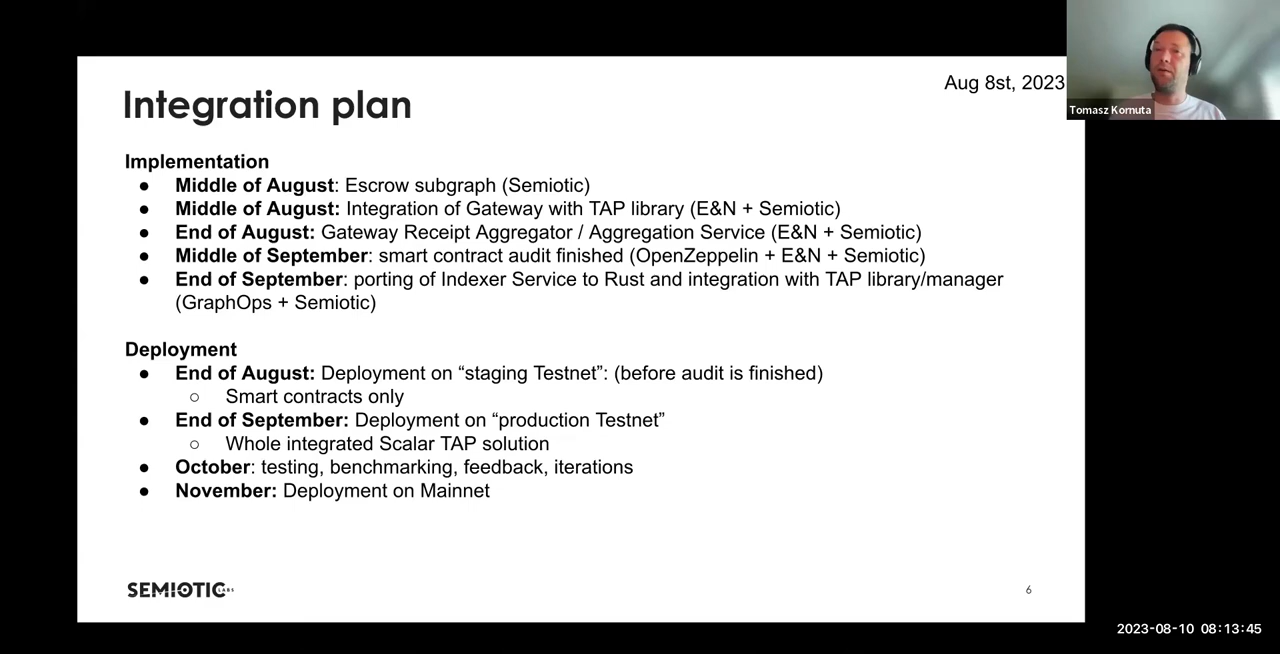 Aug 8st, 2023
Integration plan
Tomasz Kornuta
Implementation
● Middle of August: Escrow subgraph (Semiotic)
● Middle of August: Integration of Gateway with TAP library (E&N + Semiotic)
● End of August: Gateway Receipt Aggregator / Aggregation Service (E&N + Semiotic)
● Middle of September: smart contract audit finished (OpenZeppelin + E&N + Semiotic)
● End of September: porting of Indexer Service to Rust and integration with TAP library/manager
(GraphOps + Semiotic)
Deployment
● End of August: Deployment on “staging Testnet”: (before audit is finished)
○ Smart contracts only
● End of September: Deployment on “production Testnet”
○ Whole integrated Scalar TAP solution
● October: testing, benchmarking, feedback, iterations
● November: Deployment on Mainnet
SEMIOTIC LABS
6
2023-08-10 08:13:45